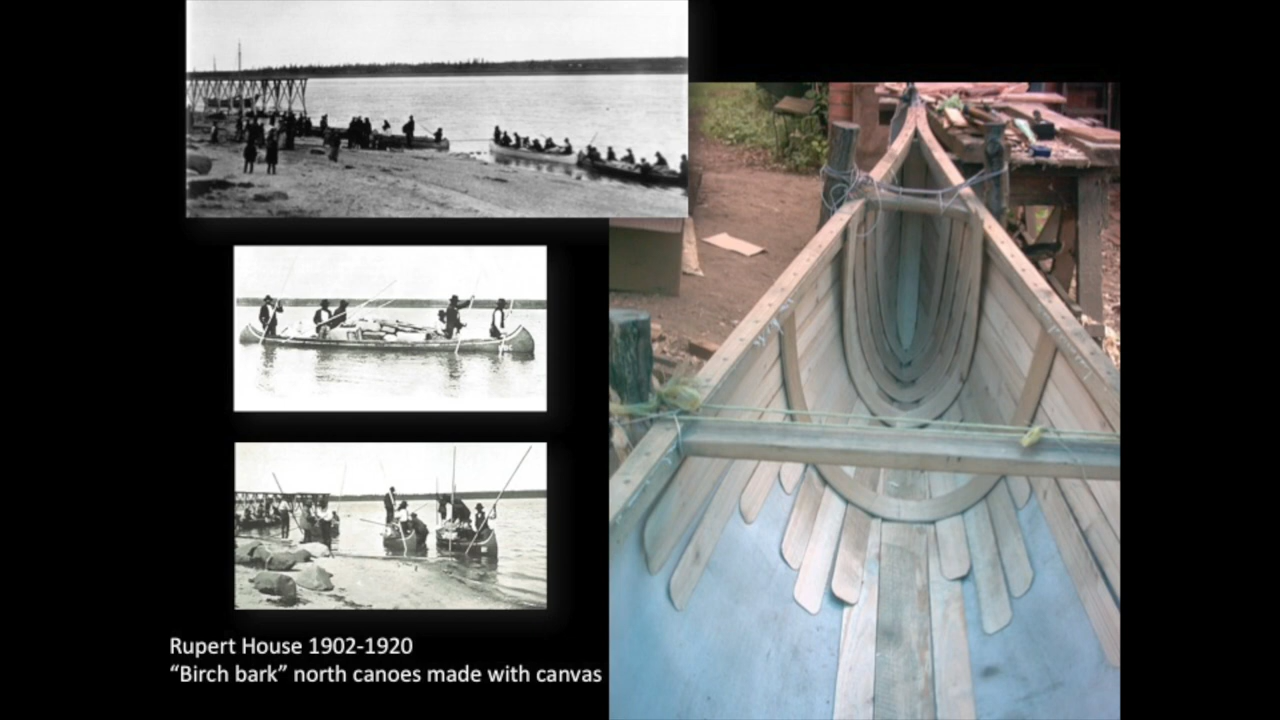 Rupert House 1902-1920
“Birch bark” north canoes made with canvas